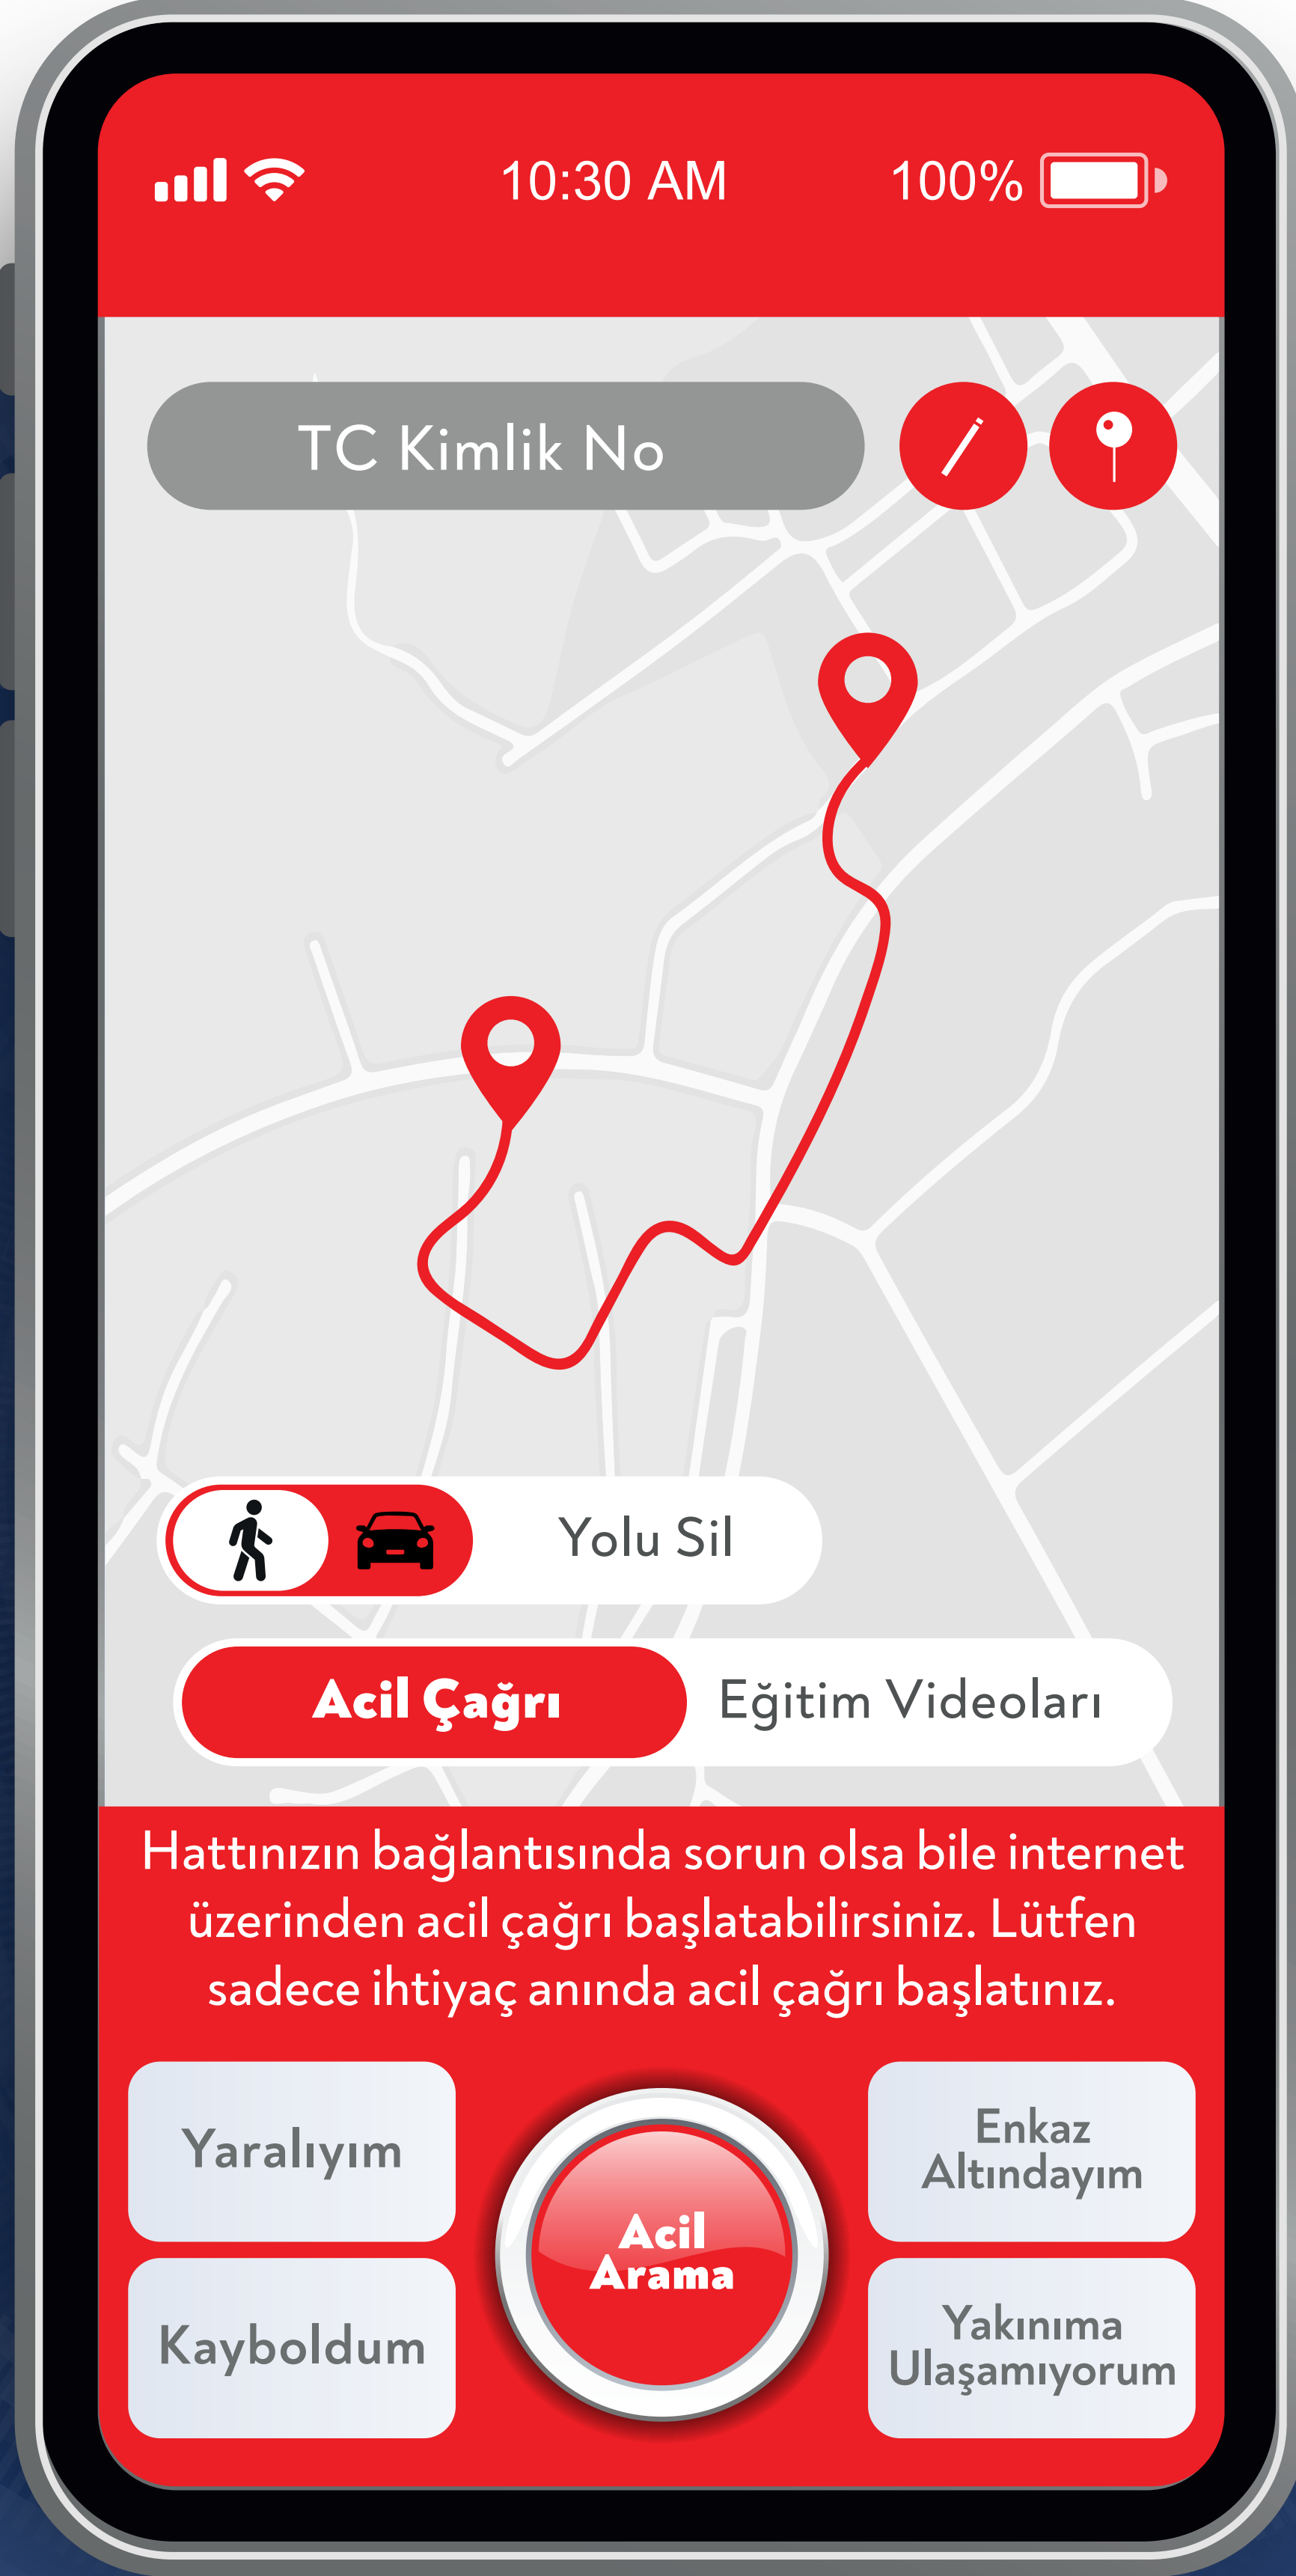 10:30 AM
100%
TC Kimlik No
Yolu Sil
Acil Çağrı
Eğitim Videoları
Hattınızın bağlantısında sorun olsa bile internet
üzerinden acil çağrı başlatabilirsiniz. Lütfen
sadece ihtiyaç anında acil çağrı başlatınız.
Yaralıyım
Acil
Arama
Enkaz
Altındayım
Kayboldum
Yakınıma
Ulaşamıyorum